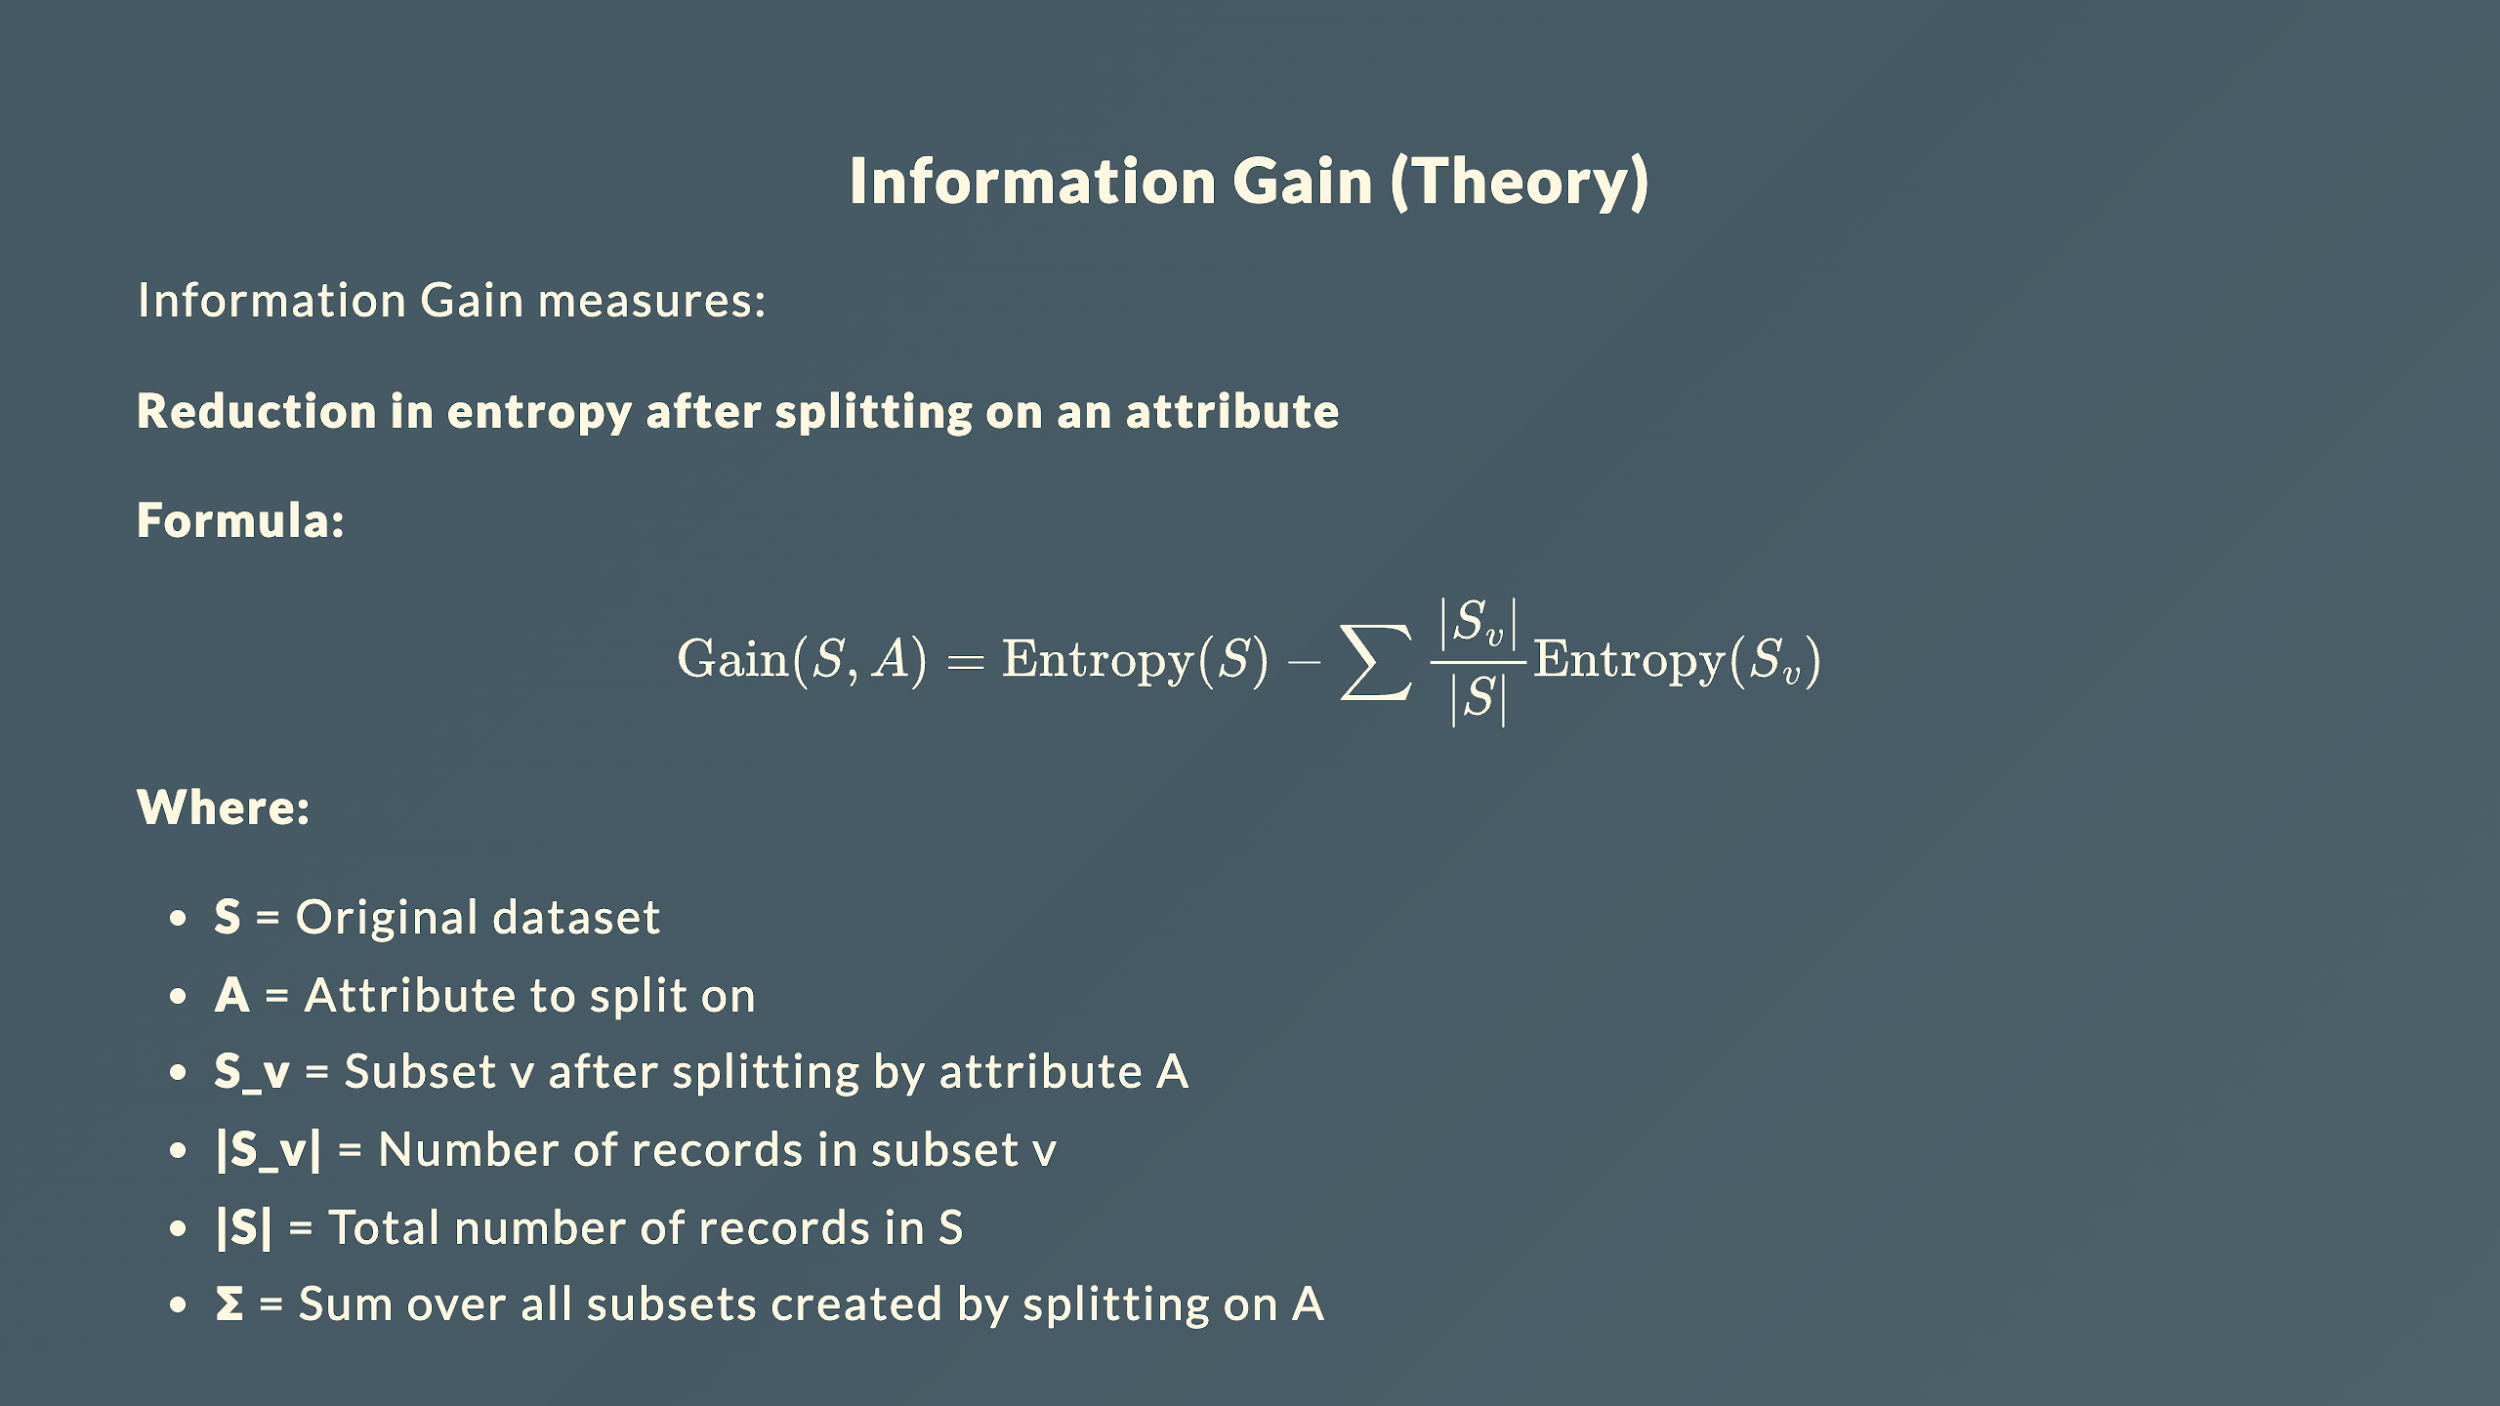 Information Gain (Theory)
Information Gain measures:
Reduction in entropy after splitting on an attribute
Formula:
Gain(S, A) = Entropy(S) − ∑ |S_v| / |S| Entropy(S_v)
Where:
• S = Original dataset
• A = Attribute to split on
• S_v = Subset v after splitting by attribute A
• |S_v| = Number of records in subset v
• |S| = Total number of records in S
• Σ = Sum over all subsets created by splitting on A